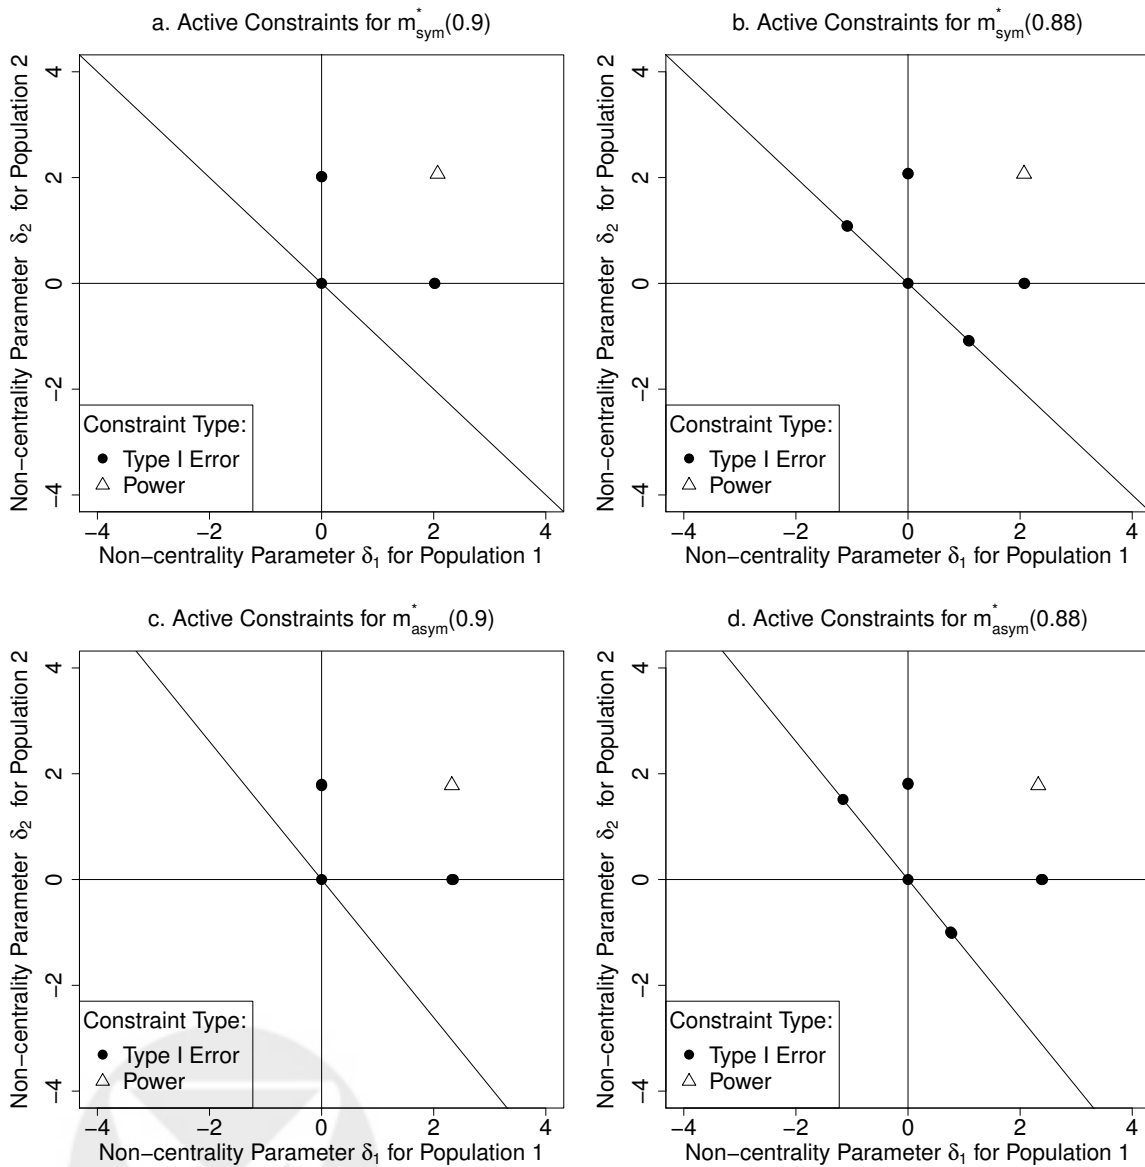 a. Active Constraints for m*sym(0.9)
Non−centrality Parameter δ2 for Population 2
4
2
0
−2
−4
Constraint Type:
● Type I Error
△ Power
−4 −2 0 2 4
Non−centrality Parameter δ1 for Population 1
b. Active Constraints for m*sym(0.88)
Non−centrality Parameter δ2 for Population 2
4
2
0
−2
−4
Constraint Type:
● Type I Error
△ Power
−4 −2 0 2 4
Non−centrality Parameter δ1 for Population 1
c. Active Constraints for m*asym(0.9)
Non−centrality Parameter δ2 for Population 2
4
2
0
−2
−4
Constraint Type:
● Type I Error
△ Power
−4 −2 0 2 4
Non−centrality Parameter δ1 for Population 1
d. Active Constraints for m*asym(0.88)
Non−centrality Parameter δ2 for Population 2
4
2
0
−2
−4
Constraint Type:
● Type I Error
△ Power
−4 −2 0 2 4
Non−centrality Parameter δ1 for Population 1